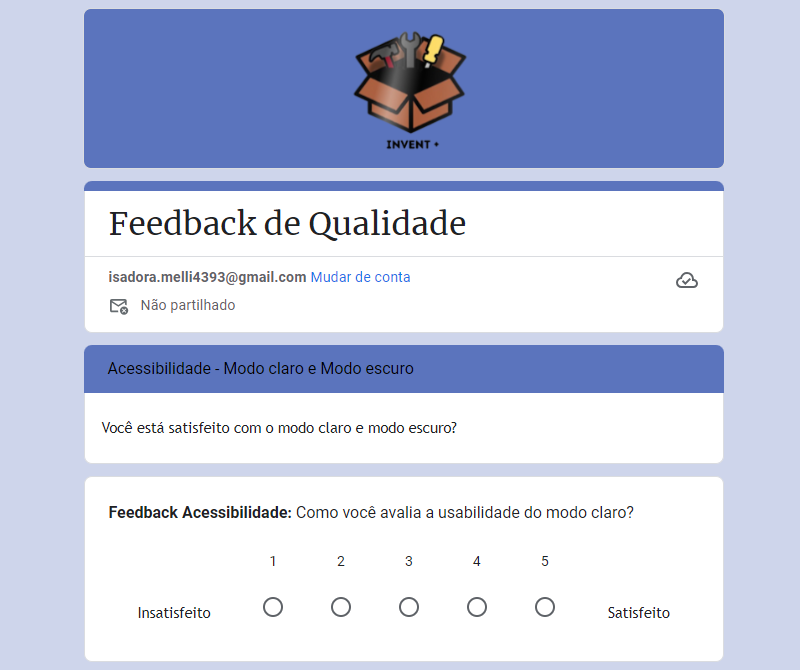 INVENT +
Feedback de Qualidade
isadora.melli4393@gmail.com Mudar de conta
Não partilhado
Acessibilidade - Modo claro e Modo escuro
Você está satisfeito com o modo claro e modo escuro?
Feedback Acessibilidade: Como você avalia a usabilidade do modo claro?
1 2 3 4 5
Insatisfeito Satisfeito